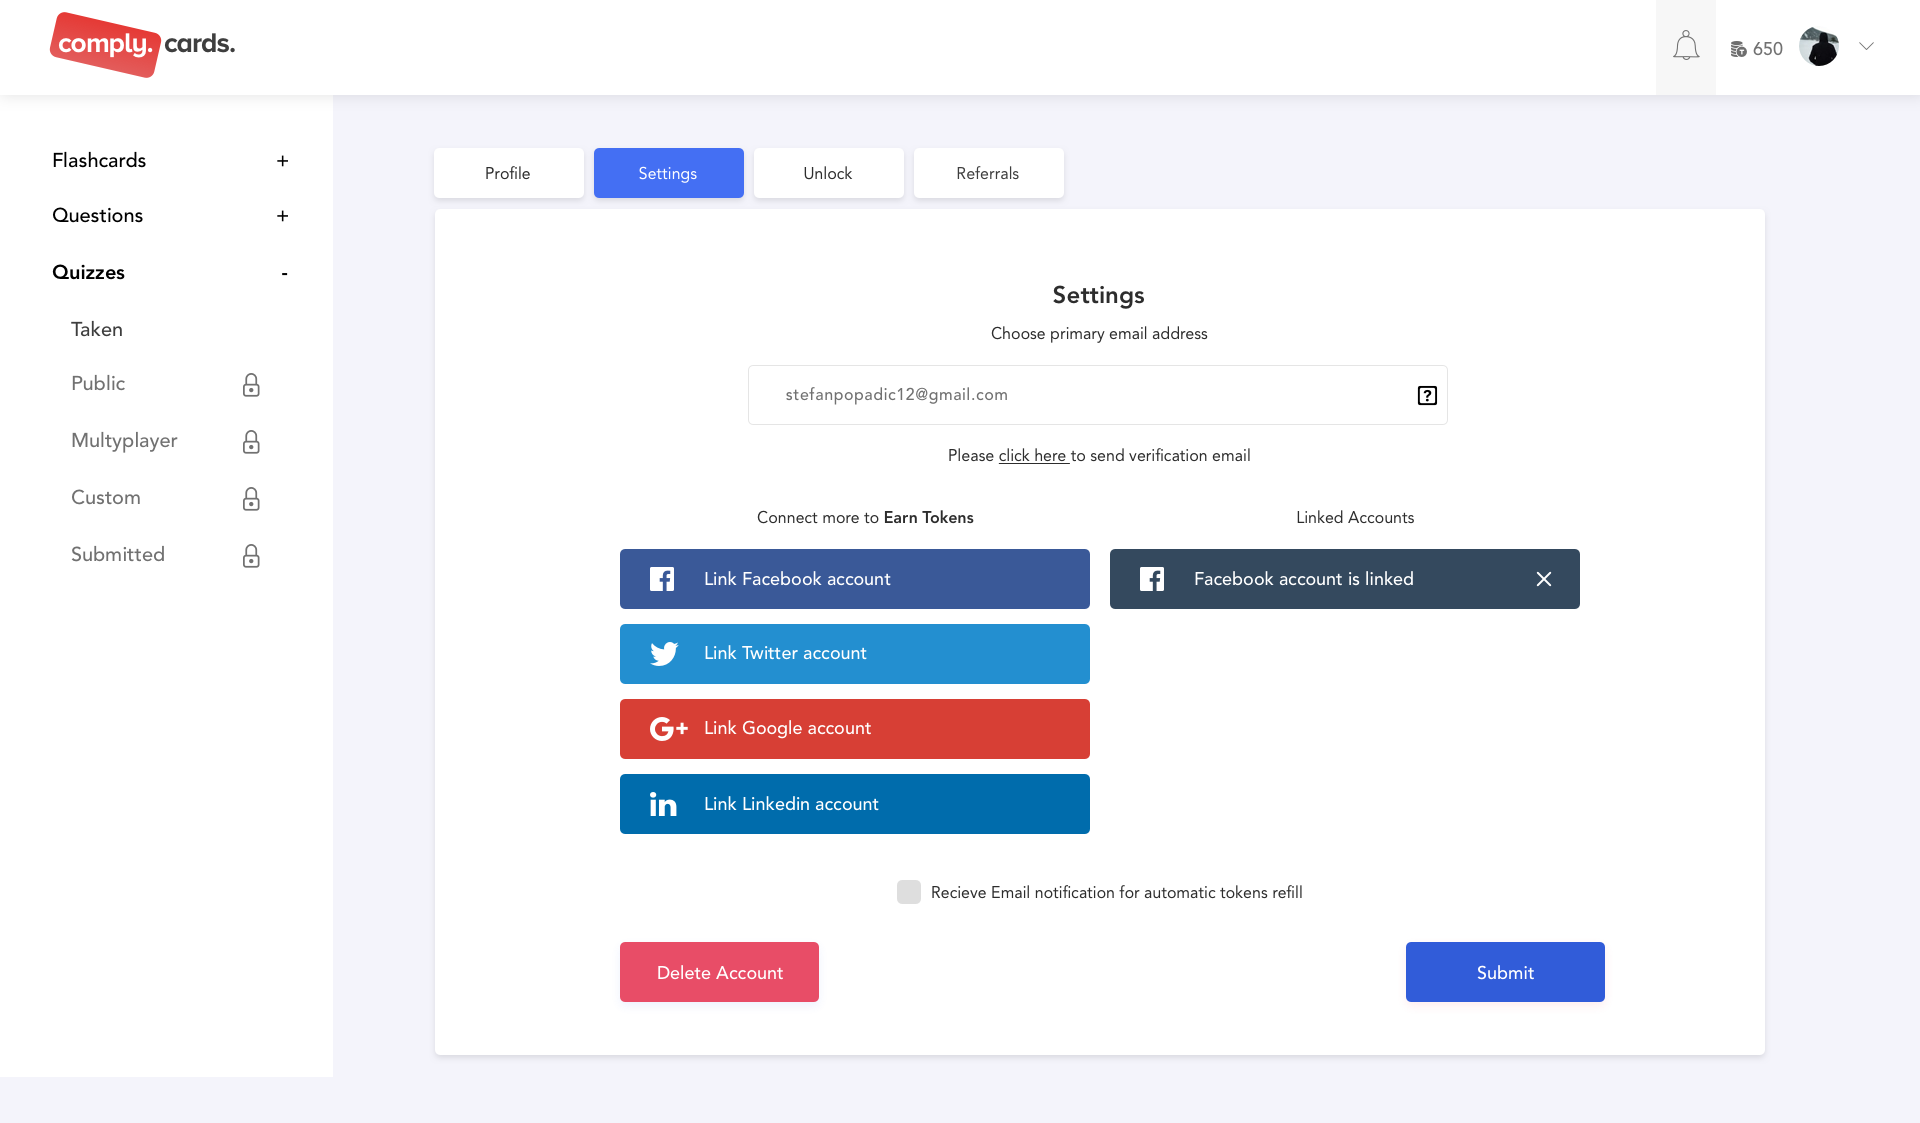 comply. cards.
650
Flashcards +
Questions +
Quizzes -
Taken
Public
Multyplayer
Custom
Submitted
Profile
Settings
Unlock
Referrals
Settings
Choose primary email address
stefanpopadic12@gmail.com
Please click here to send verification email
Connect more to Earn Tokens
Link Facebook account
Link Twitter account
Link Google account
Link Linkedin account
Linked Accounts
Facebook account is linked
Recieve Email notification for automatic tokens refill
Delete Account
Submit